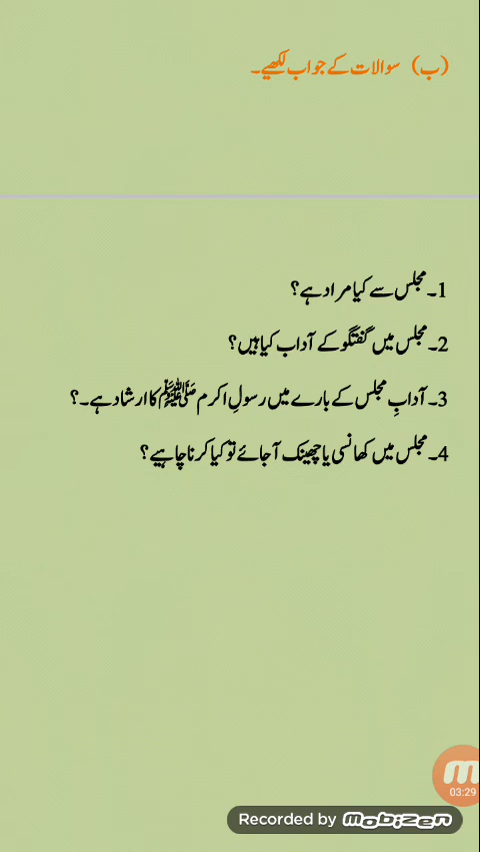 (ب) سوالات کے جواب لکھیے۔
1۔ مجلس سے کیا مراد ہے؟
2۔ مجلس میں گفتگو کے آداب کیا ہیں؟
3۔ آدابِ مجلس کے بارے میں رسولِ اکرم ﷺ کا ارشاد ہے۔؟
4۔ مجلس میں کھانسی یا چھینک آ جائے تو کیا کرنا چاہیے؟
03:29
Recorded by Mobizen